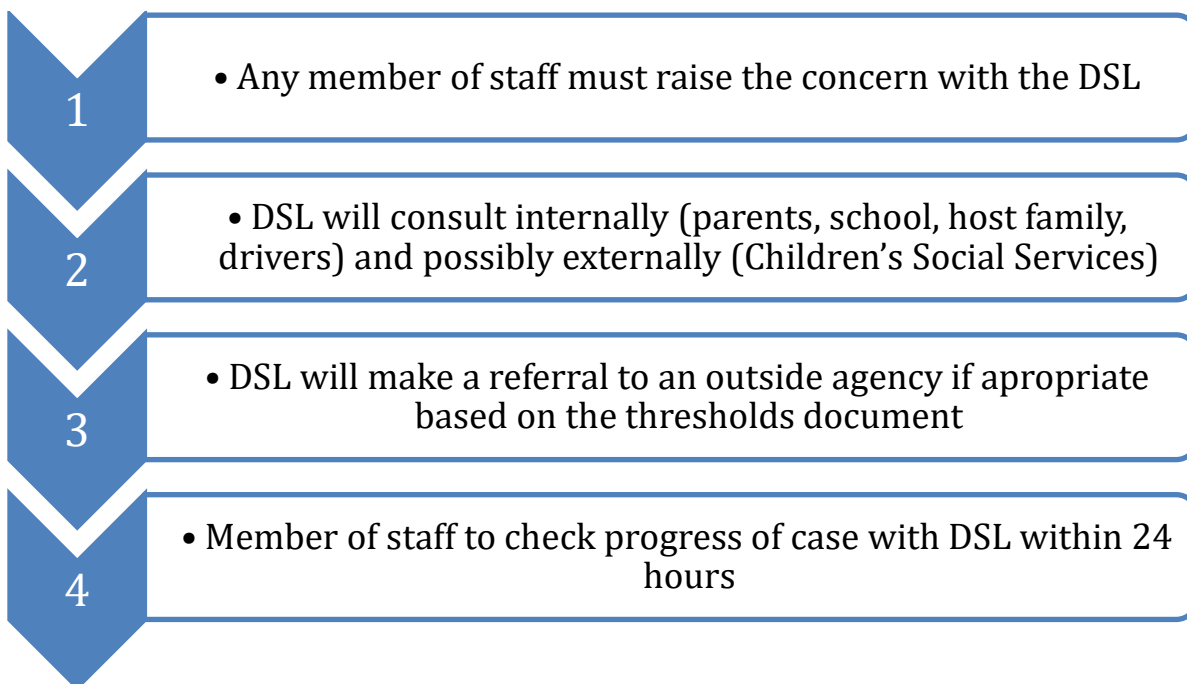 1
• Any member of staff must raise the concern with the DSL
2
• DSL will consult internally (parents, school, host family,
drivers) and possibly externally (Children’s Social Services)
3
• DSL will make a referral to an outside agency if apropriate
based on the thresholds document
4
• Member of staff to check progress of case with DSL within 24
hours